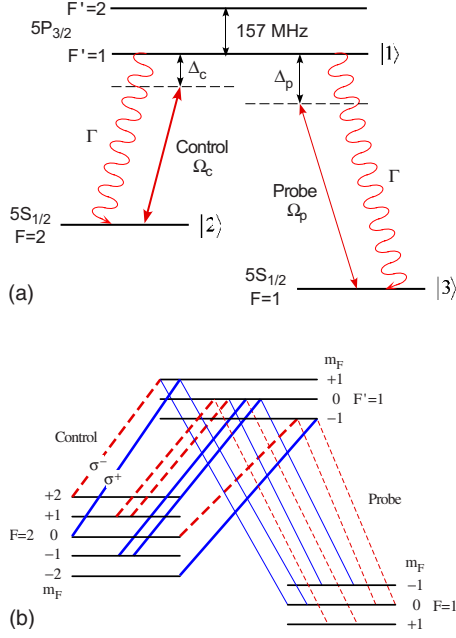 F'=2
5P3/2
157 MHz
F'=1
|1⟩
Δc
Δp
Γ
Control
Ωc
Γ
Probe
Ωp
5S1/2
F=2
|2⟩
5S1/2
F=1
|3⟩
(a)
mF
+1
0 F'=1
-1
Control
σ−
σ+
+2
+1
F=2 0
-1
-2
mF
Probe
mF
-1
0 F=1
+1
(b)